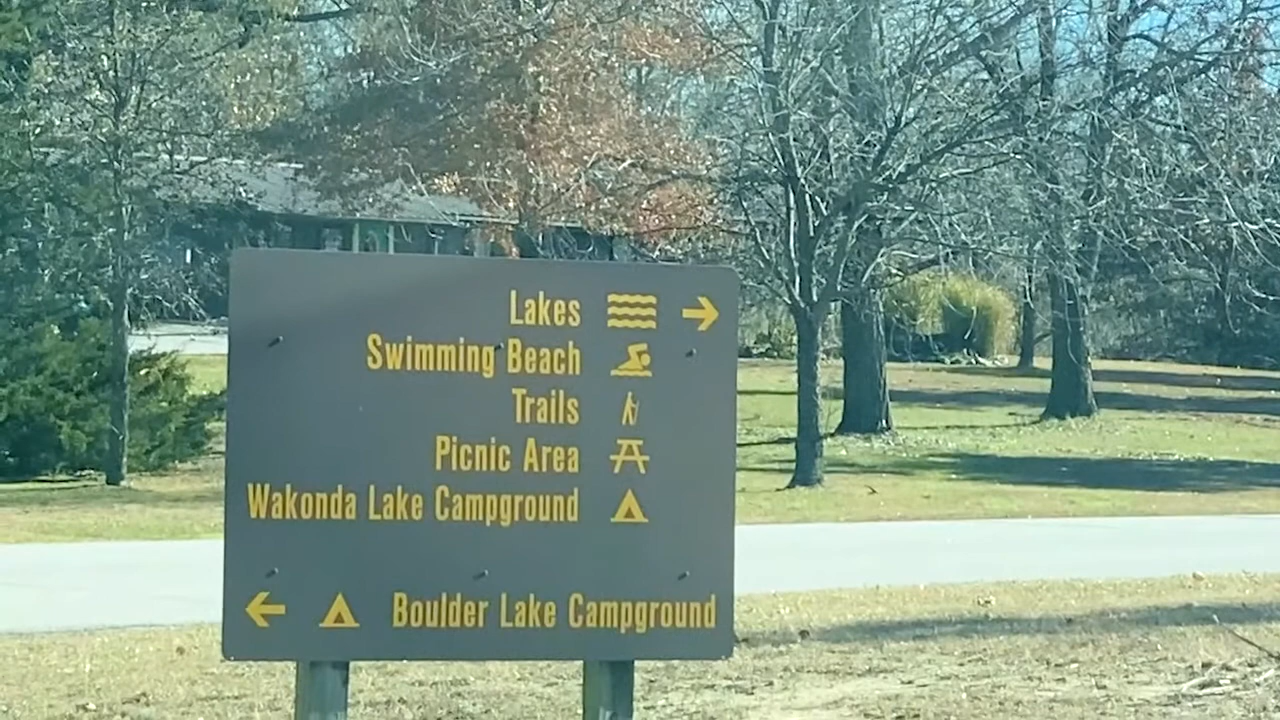 Lakes
Swimming Beach
Trails
Picnic Area
Wakonda Lake Campground
Boulder Lake Campground